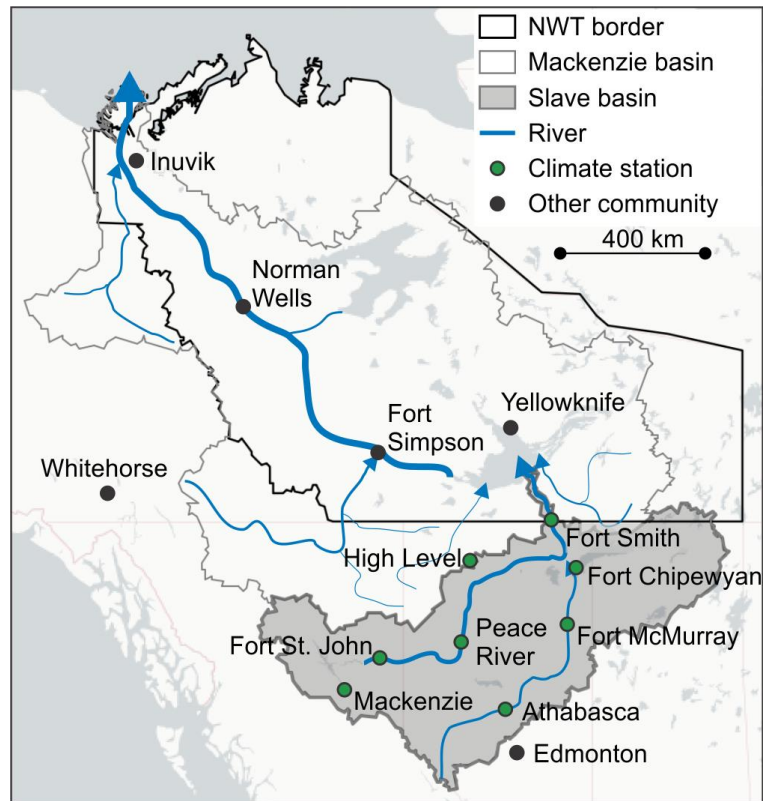 NWT border
Mackenzie basin
Slave basin
River
Climate station
Other community
400 km
Inuvik
Norman
Wells
Yellowknife
Fort
Simpson
Whitehorse
Fort Smith
High Level
Fort Chipewyan
Fort St. John
Peace
River
Fort McMurray
Mackenzie
Athabasca
Edmonton